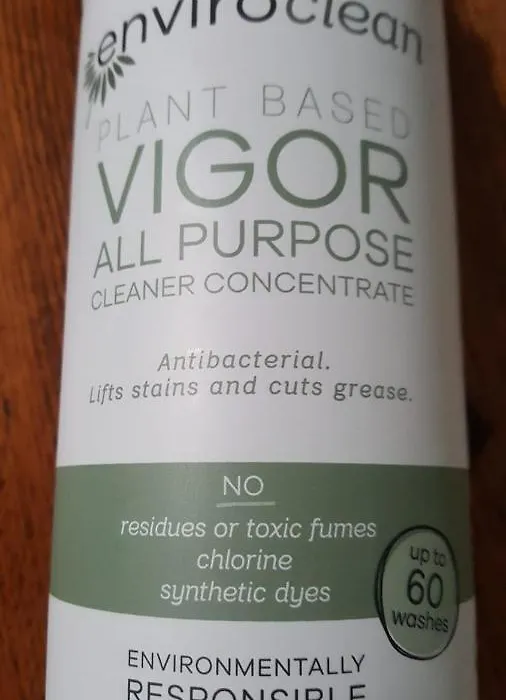 enviroclean
PLANT BASED
VIGOR
ALL PURPOSE
CLEANER CONCENTRATE
Antibacterial.
Lifts stains and cuts grease.
NO
residues or toxic fumes
chlorine
synthetic dyes
up to
60
washes
ENVIRONMENTALLY
RESPONSIBLE